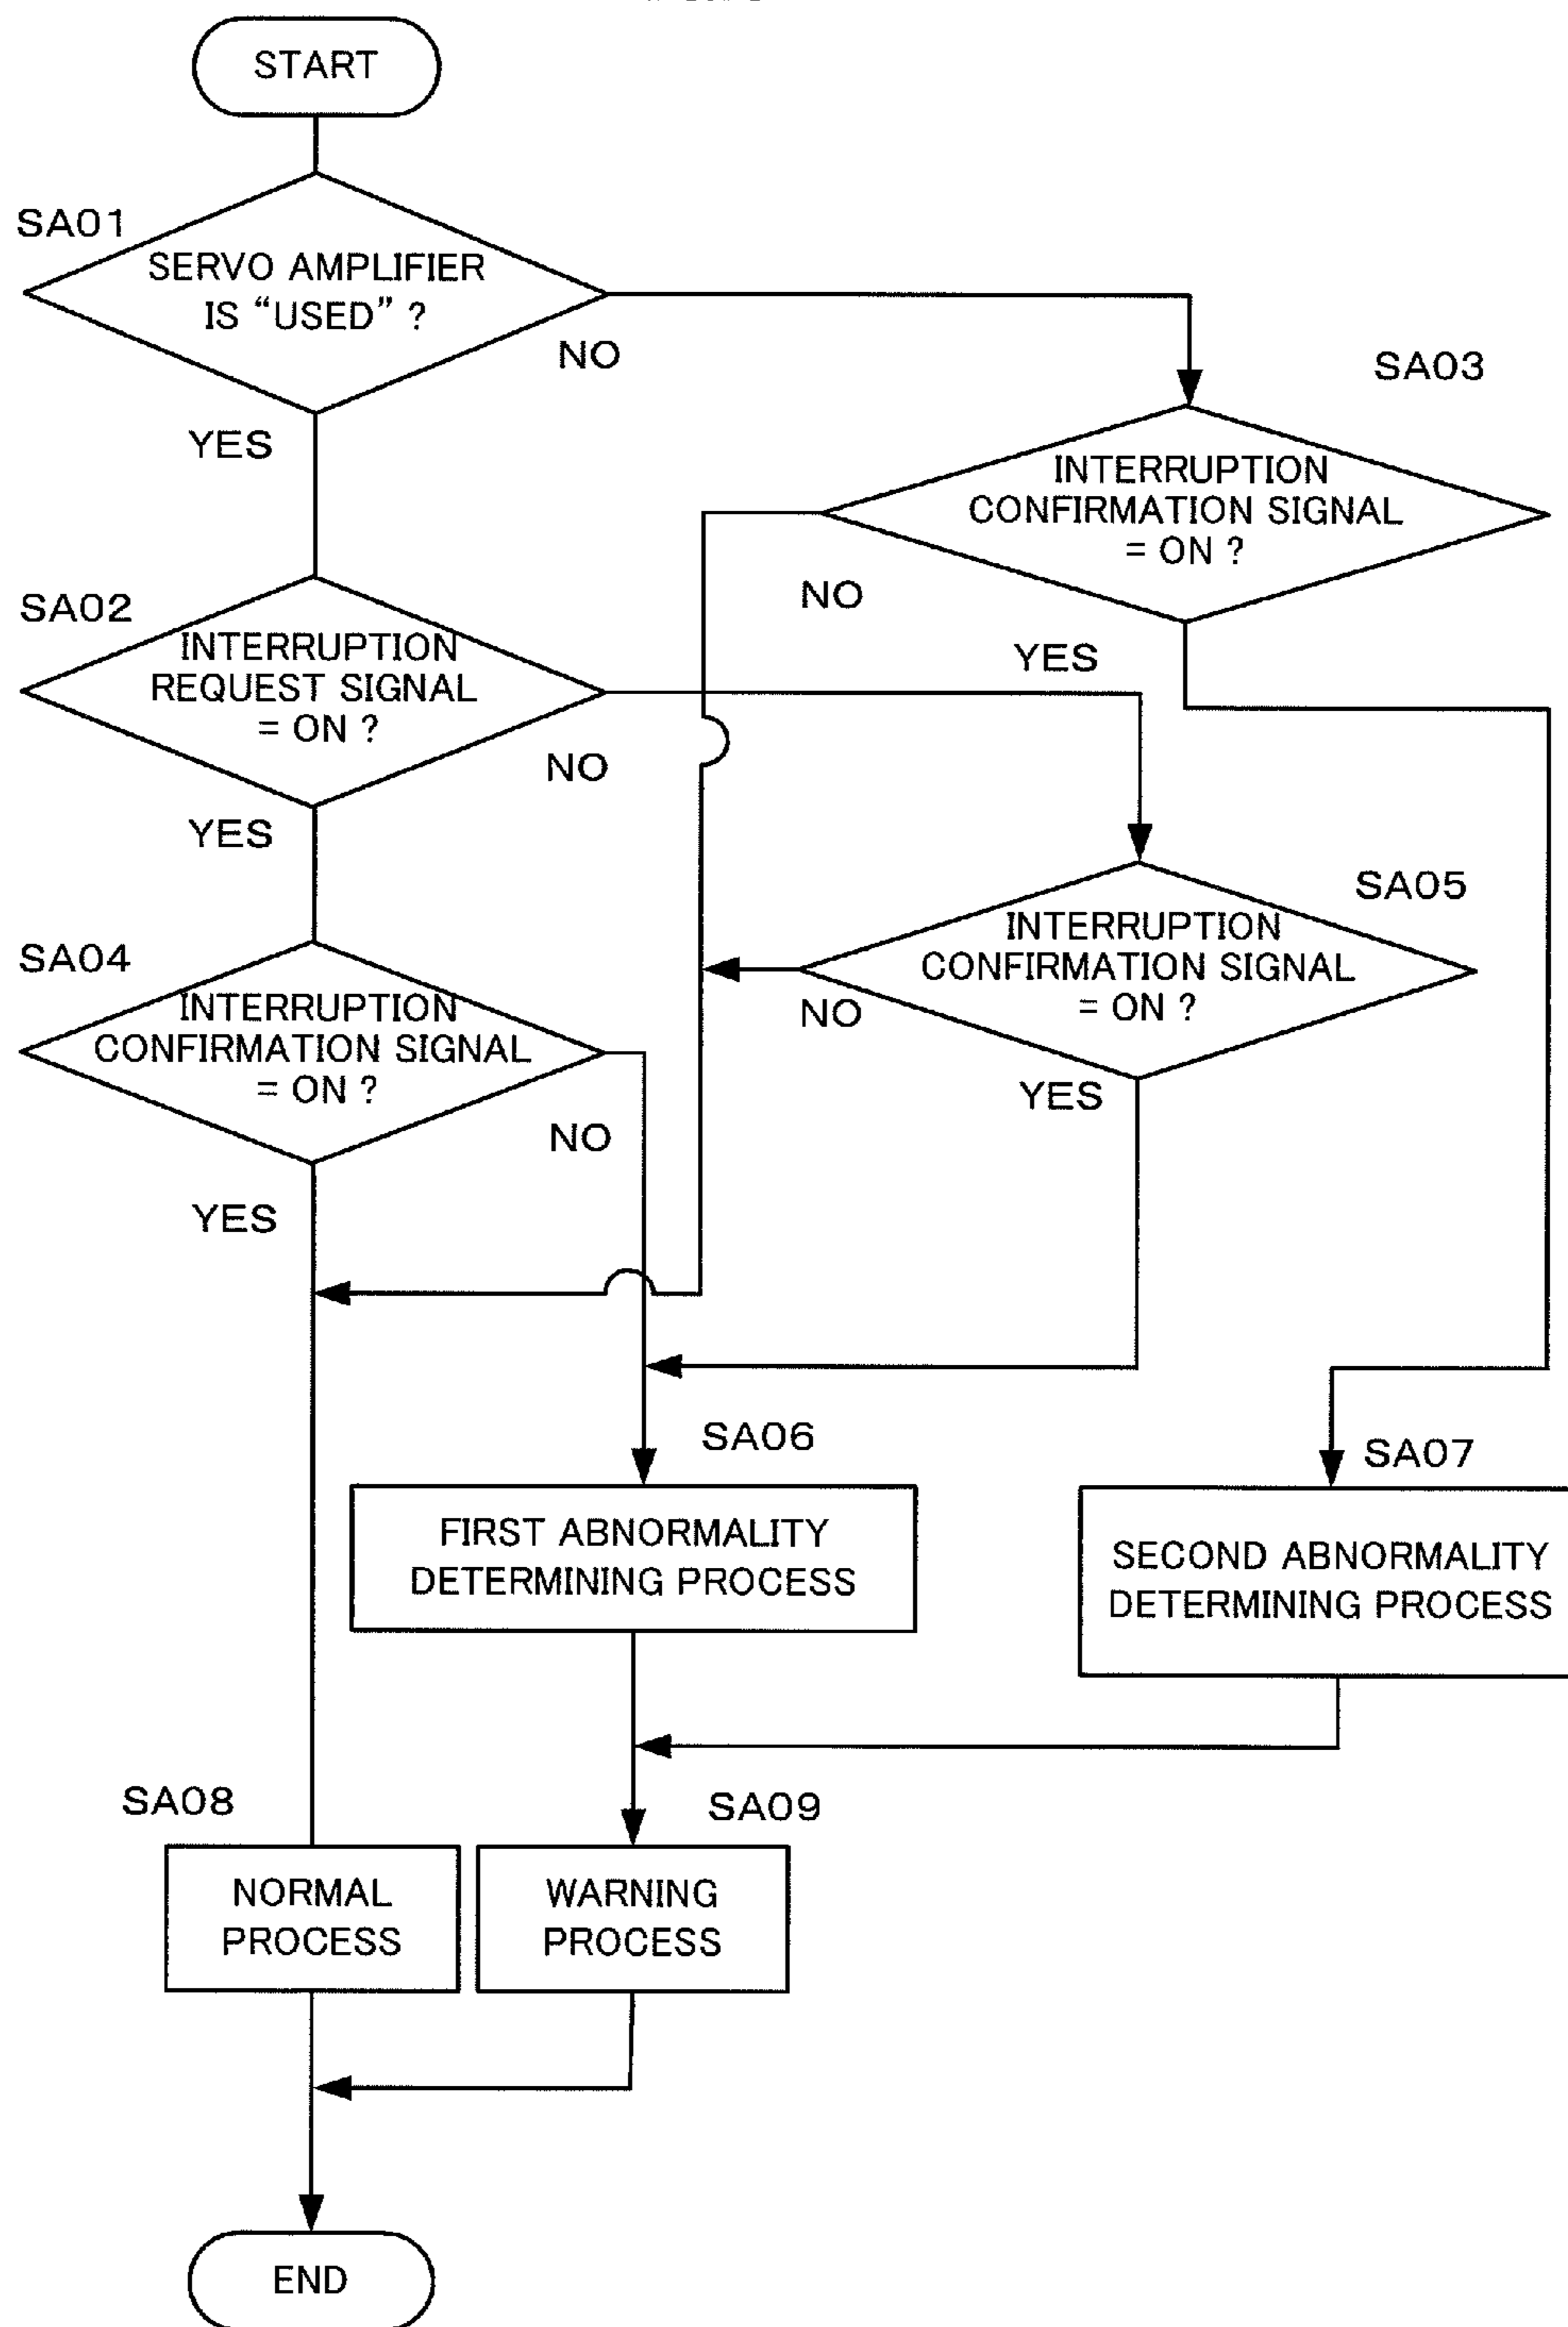 START
SA01
SERVO AMPLIFIER
IS “USED” ?
NO
YES
SA03
INTERRUPTION
CONFIRMATION SIGNAL
= ON ?
NO
YES
SA02
INTERRUPTION
REQUEST SIGNAL
= ON ?
NO
YES
SA05
INTERRUPTION
CONFIRMATION SIGNAL
= ON ?
NO
YES
SA04
INTERRUPTION
CONFIRMATION SIGNAL
= ON ?
NO
YES
SA06
FIRST ABNORMALITY
DETERMINING PROCESS
SA07
SECOND ABNORMALITY
DETERMINING PROCESS
SA08
NORMAL
PROCESS
SA09
WARNING
PROCESS
END